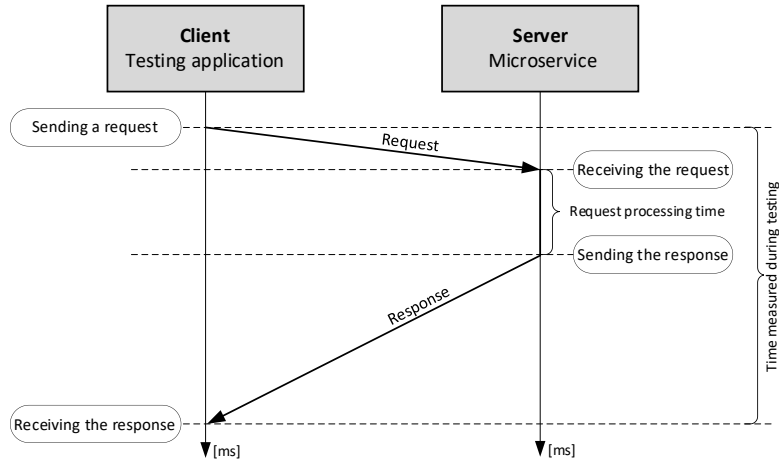 Client
Testing application
Server
Microservice
Sending a request
Request
Receiving the request
Request processing time
Sending the response
Response
Time measured during testing
Receiving the response
[ms]
[ms]